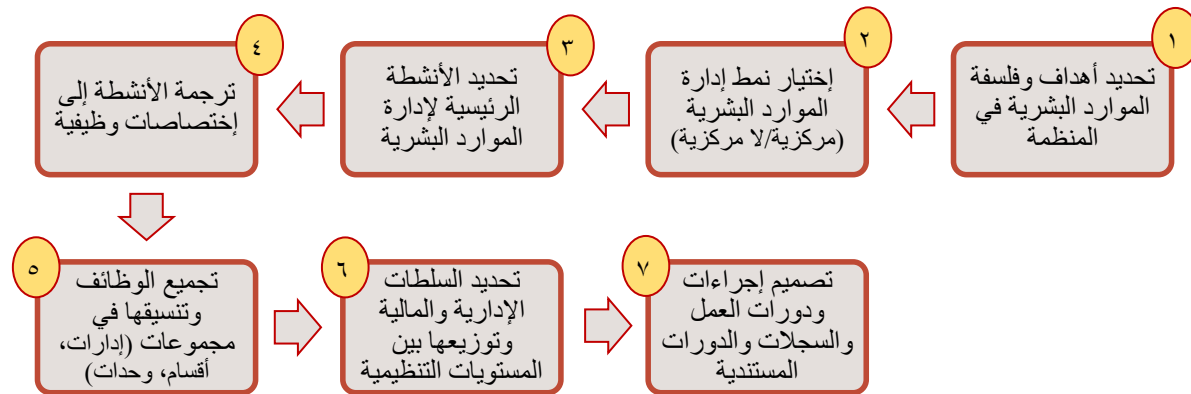 ١
تحديد أهداف وفلسفة
الموارد البشرية في
المنظمة
٢
إختيار نمط إدارة
الموارد البشرية
(مركزية/لا مركزية)
٣
تحديد الأنشطة
الرئيسية لإدارة
الموارد البشرية
٤
ترجمة الأنشطة إلى
إختصاصات وظيفية
٥
تجميع الوظائف
وتنسيقها في
مجموعات (إدارات،
أقسام، وحدات)
٦
تحديد السلطات
الإدارية والمالية
وتوزيعها بين
المستويات التنظيمية
٧
تصميم إجراءات
ودورات العمل
والسجلات والدورات
المستندية